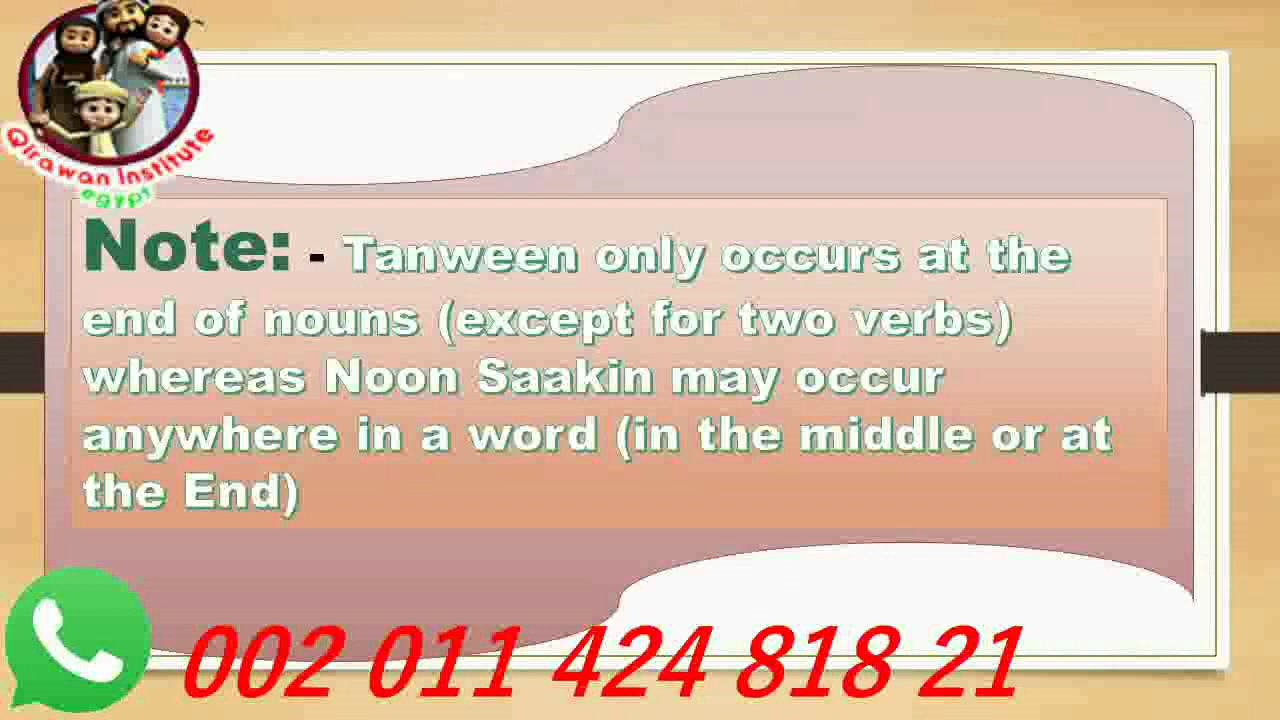 Qirawan Institute
egypt
Note: - Tanween only occurs at the
end of nouns (except for two verbs)
whereas Noon Saakin may occur
anywhere in a word (in the middle or at
the End)
002 011 424 818 21